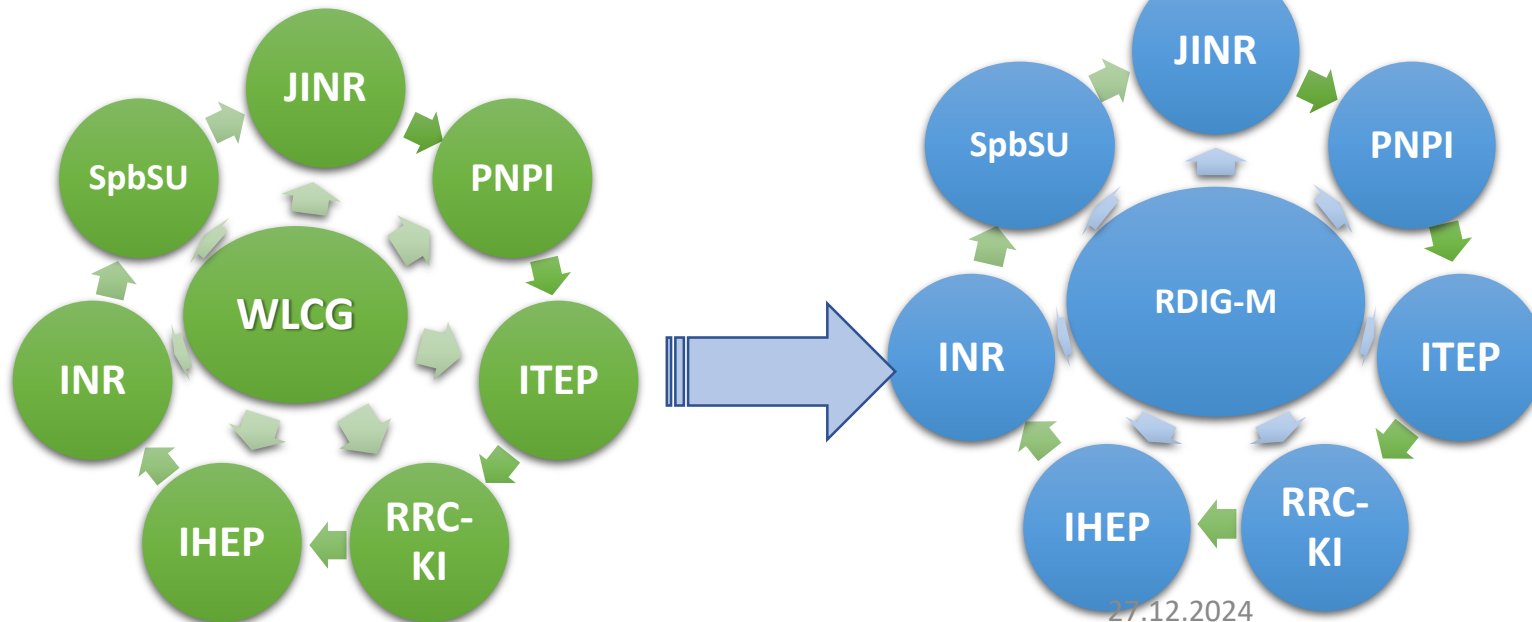 JINR
SpbSU
PNPI
WLCG
INR
ITEP
IHEP
RRC-
KI
JINR
SpbSU
PNPI
RDIG-M
INR
ITEP
IHEP
RRC-
KI
27.12.2024